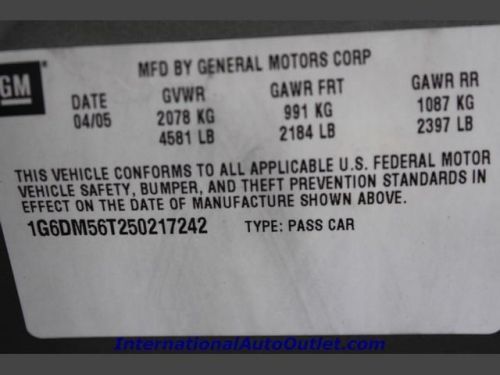 GM
MFD BY GENERAL MOTORS CORP
DATE GVWR GAWR FRT GAWR RR
04/05 2078 KG 991 KG 1087 KG
4581 LB 2184 LB 2397 LB
THIS VEHICLE CONFORMS TO ALL APPLICABLE U.S. FEDERAL MOTOR
VEHICLE SAFETY, BUMPER, AND THEFT PREVENTION STANDARDS IN
EFFECT ON THE DATE OF MANUFACTURE SHOWN ABOVE.
1G6DM56T250217242 TYPE: PASS CAR
InternationalAutoOutlet.com